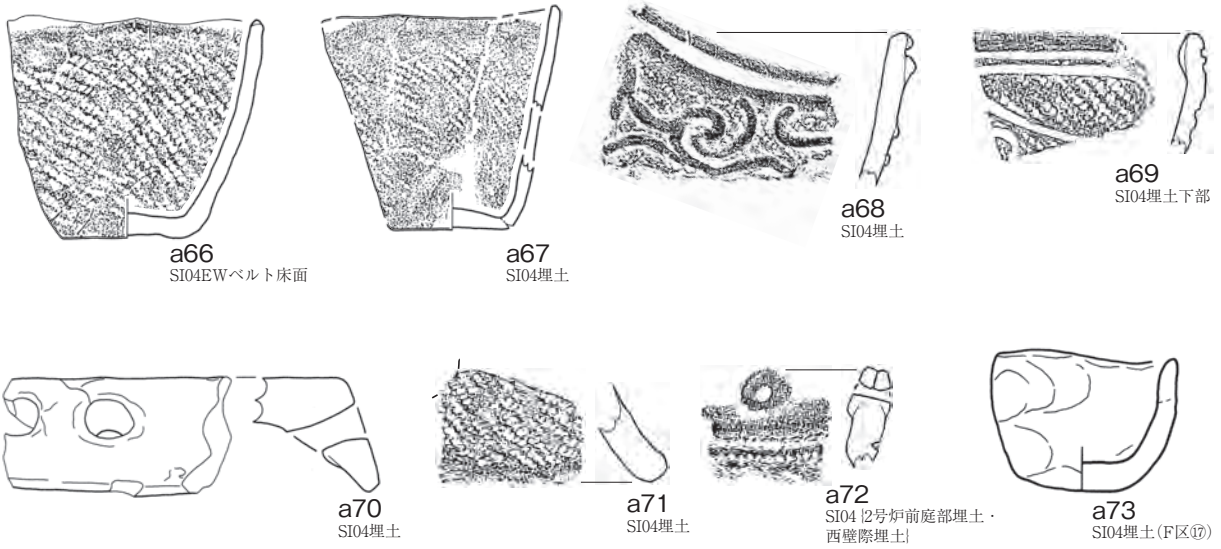 a66
SI04EWベルト床面
a67
SI04埋土
a68
SI04埋土
a69
SI04埋土下部
a70
SI04埋土
a71
SI04埋土
a72
SI04{2号炉前庭部埋土・
西壁際埋土}
a73
SI04埋土(F区⑰)